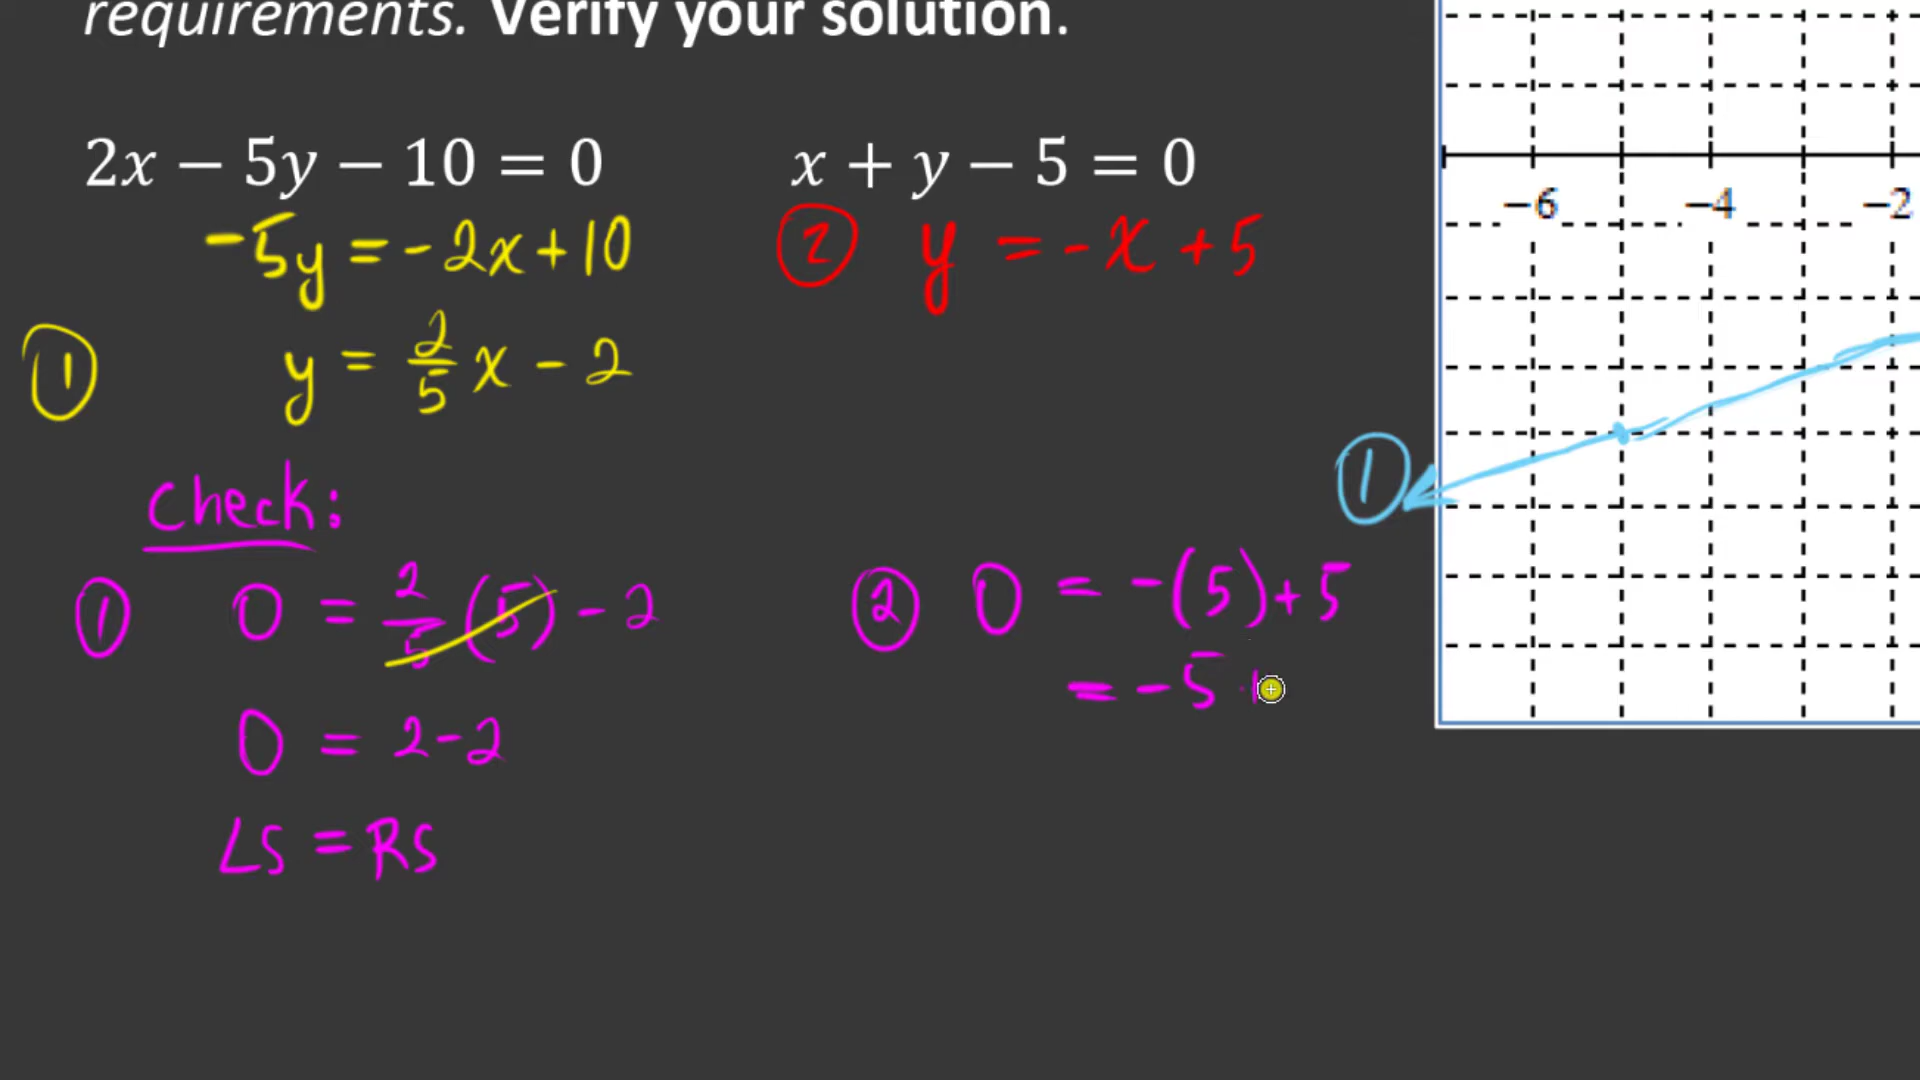 requirements. Verify your solution.
2x − 5y − 10 = 0
x + y − 5 = 0
-5y = -2x + 10
② y = -x + 5
① y = 2/5 x - 2
Check:
① 0 = 2/5 (5) - 2
② 0 = -(5) + 5
= -5
0 = 2 - 2
LS = RS
−6 −4 −2
①